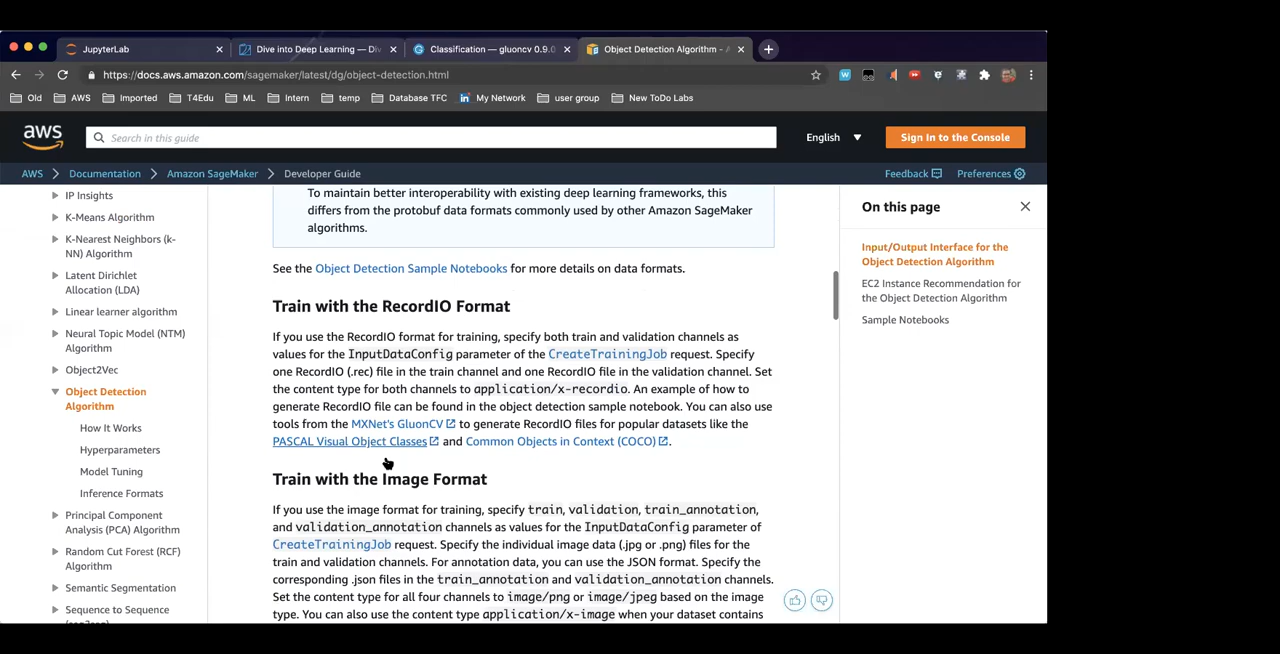 JupyterLab
Dive into Deep Learning — Div
Classification — gluoncv 0.9.0
Object Detection Algorithm - A
https://docs.aws.amazon.com/sagemaker/latest/dg/object-detection.html
Old
AWS
Imported
T4Edu
ML
Intern
temp
Database TFC
My Network
user group
New ToDo Labs
aws
Search in this guide
English
Sign In to the Console
AWS > Documentation > Amazon SageMaker > Developer Guide
Feedback
Preferences
IP Insights
K-Means Algorithm
K-Nearest Neighbors (k-
NN) Algorithm
Latent Dirichlet
Allocation (LDA)
Linear learner algorithm
Neural Topic Model (NTM)
Algorithm
Object2Vec
Object Detection
Algorithm
How It Works
Hyperparameters
Model Tuning
Inference Formats
Principal Component
Analysis (PCA) Algorithm
Random Cut Forest (RCF)
Algorithm
Semantic Segmentation
Sequence to Sequence
To maintain better interoperability with existing deep learning frameworks, this
differs from the protobuf data formats commonly used by other Amazon SageMaker
algorithms.
See the Object Detection Sample Notebooks for more details on data formats.
Train with the RecordIO Format
If you use the RecordIO format for training, specify both train and validation channels as
values for the InputDataConfig parameter of the CreateTrainingJob request. Specify
one RecordIO (.rec) file in the train channel and one RecordIO file in the validation channel. Set
the content type for both channels to application/x-recordio. An example of how to
generate RecordIO file can be found in the object detection sample notebook. You can also use
tools from the MXNet's GluonCV to generate RecordIO files for popular datasets like the
PASCAL Visual Object Classes and Common Objects in Context (COCO).
Train with the Image Format
If you use the image format for training, specify train, validation, train_annotation,
and validation_annotation channels as values for the InputDataConfig parameter of
CreateTrainingJob request. Specify the individual image data (.jpg or .png) files for the
train and validation channels. For annotation data, you can use the JSON format. Specify the
corresponding .json files in the train_annotation and validation_annotation channels.
Set the content type for all four channels to image/png or image/jpeg based on the image
type. You can also use the content type application/x-image when your dataset contains
On this page
Input/Output Interface for the
Object Detection Algorithm
EC2 Instance Recommendation for
the Object Detection Algorithm
Sample Notebooks